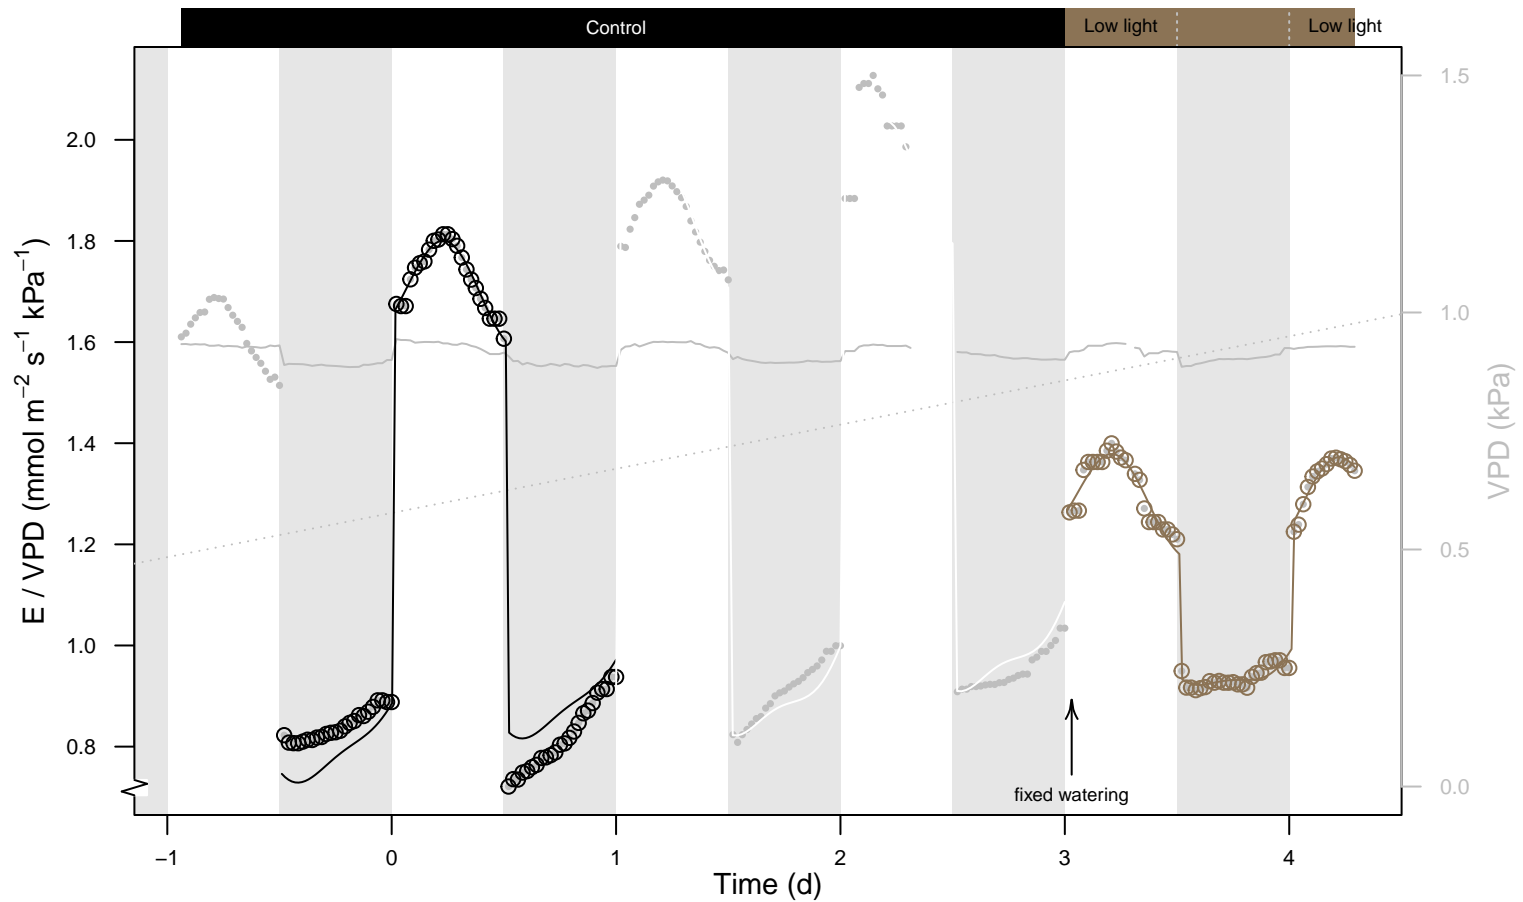 Control
Low light
Low light
2.0
1.8
1.6
1.4
1.2
1.0
0.8
E / VPD (mmol m⁻² s⁻¹ kPa⁻¹)
1.5
1.0
0.5
0.0
VPD (kPa)
fixed watering
−1 0 1 2 3 4
Time (d)